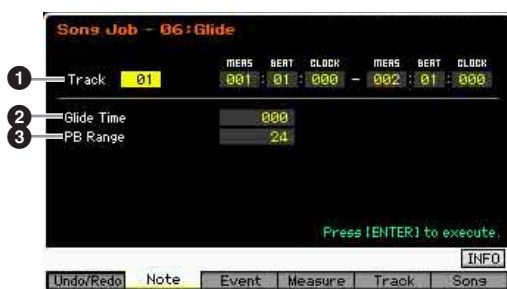 Song Job - 06:Glide
MEAS BEAT CLOCK MEAS BEAT CLOCK
1 Track 01 001 : 01 : 000 - 002 : 01 : 000
2 Glide Time 000
3 PB Range 24
Press [ENTER] to execute.
INFO
Undo/Redo Note Event Measure Track Song